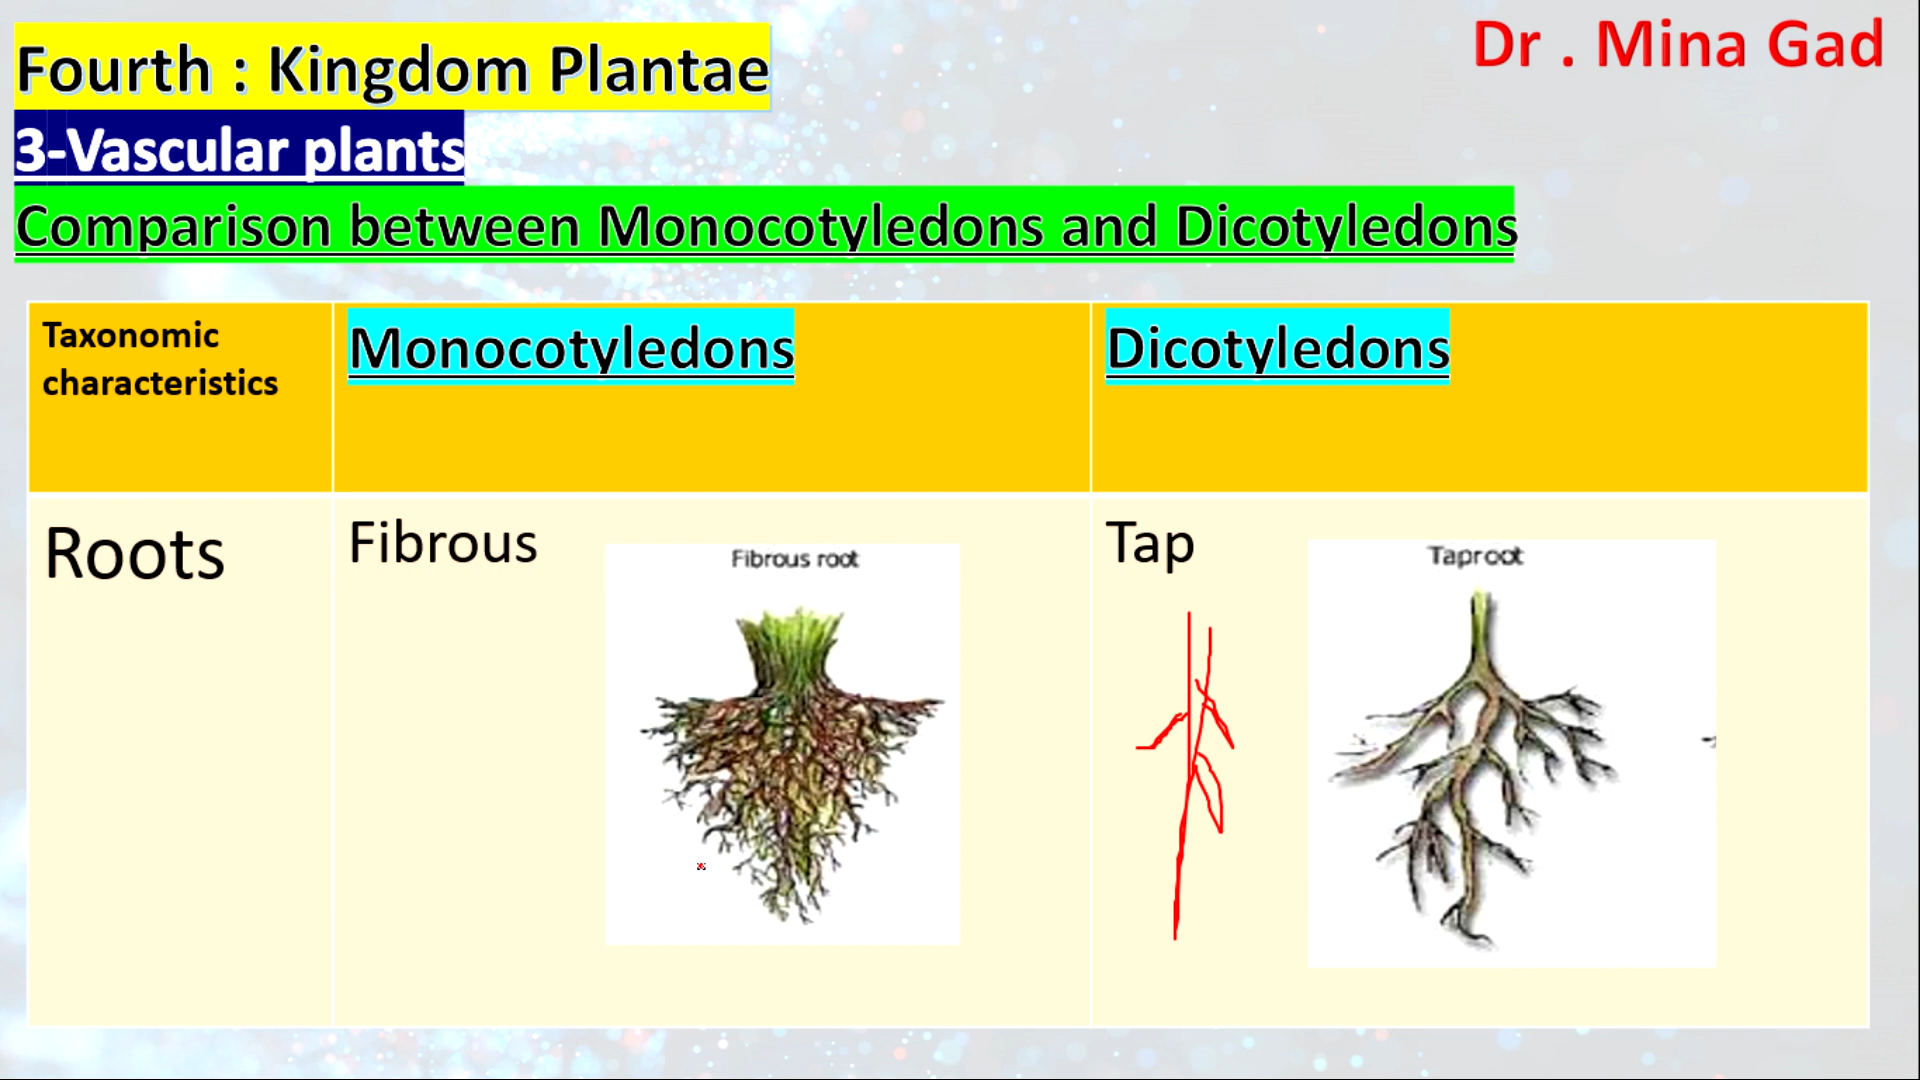 Fourth : Kingdom Plantae
Dr . Mina Gad
3-Vascular plants
Comparison between Monocotyledons and Dicotyledons
Taxonomic
characteristics
Monocotyledons
Dicotyledons
Roots
Fibrous
Fibrous root
Tap
Taproot